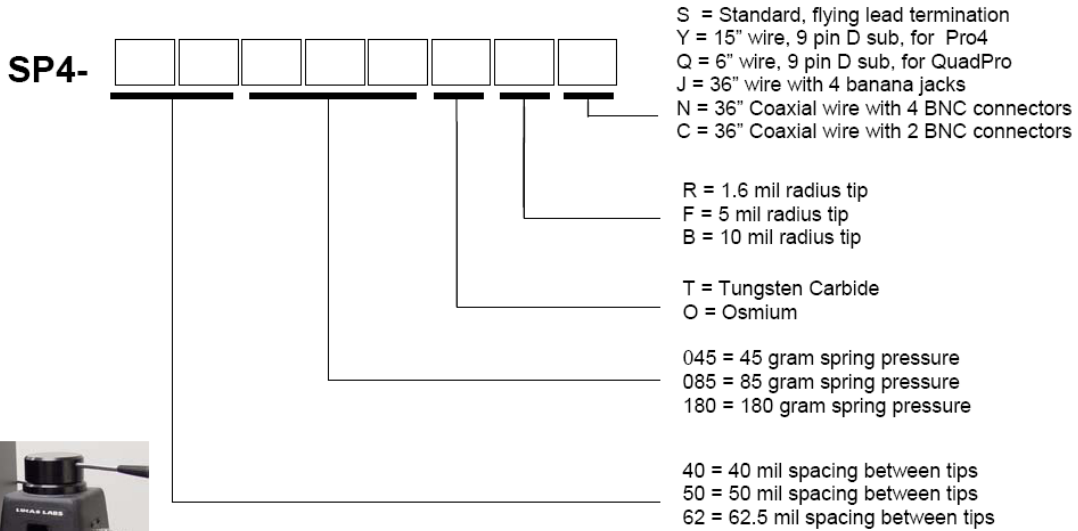 S = Standard, flying lead termination
Y = 15” wire, 9 pin D sub, for Pro4
Q = 6” wire, 9 pin D sub, for QuadPro
J = 36” wire with 4 banana jacks
N = 36” Coaxial wire with 4 BNC connectors
C = 36” Coaxial wire with 2 BNC connectors
SP4-
R = 1.6 mil radius tip
F = 5 mil radius tip
B = 10 mil radius tip
T = Tungsten Carbide
O = Osmium
045 = 45 gram spring pressure
085 = 85 gram spring pressure
180 = 180 gram spring pressure
40 = 40 mil spacing between tips
50 = 50 mil spacing between tips
62 = 62.5 mil spacing between tips
LUCAS LABS